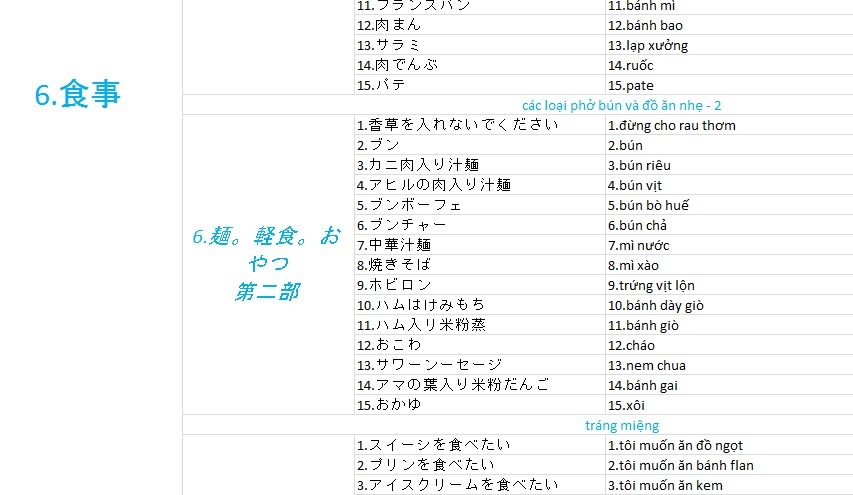 11.フランスパン 11.bánh mì
12.肉まん 12.bánh bao
13.サラミ 13.lạp xưởng
14.肉でんぶ 14.ruốc
15.パテ 15.pate
6.食事
các loại phở bún và đồ ăn nhẹ - 2
1.香草を入れないでください 1.đừng cho rau thơm
2.ブン 2.bún
3.カニ肉入り汁麺 3.bún riêu
4.アヒルの肉入り汁麺 4.bún vịt
5.ブンボーフェ 5.bún bò huế
6.ブンチャー 6.bún chả
6.麺。軽食。お
やつ
第二部
7.中華汁麺 7.mì nước
8.焼きそば 8.mì xào
9.ホビロン 9.trứng vịt lộn
10.ハムはけみもち 10.bánh dày giò
11.ハム入り米粉蒸 11.bánh giò
12.おこわ 12.cháo
13.サワーンーセージ 13.nem chua
14.アマの葉入り米粉だんご 14.bánh gai
15.おかゆ 15.xôi
tráng miệng
1.スイーシを食べたい 1.tôi muốn ăn đồ ngọt
2.プリンを食べたい 2.tôi muốn ăn bánh flan
3.アイスクリームを食べたい 3.tôi muốn ăn kem